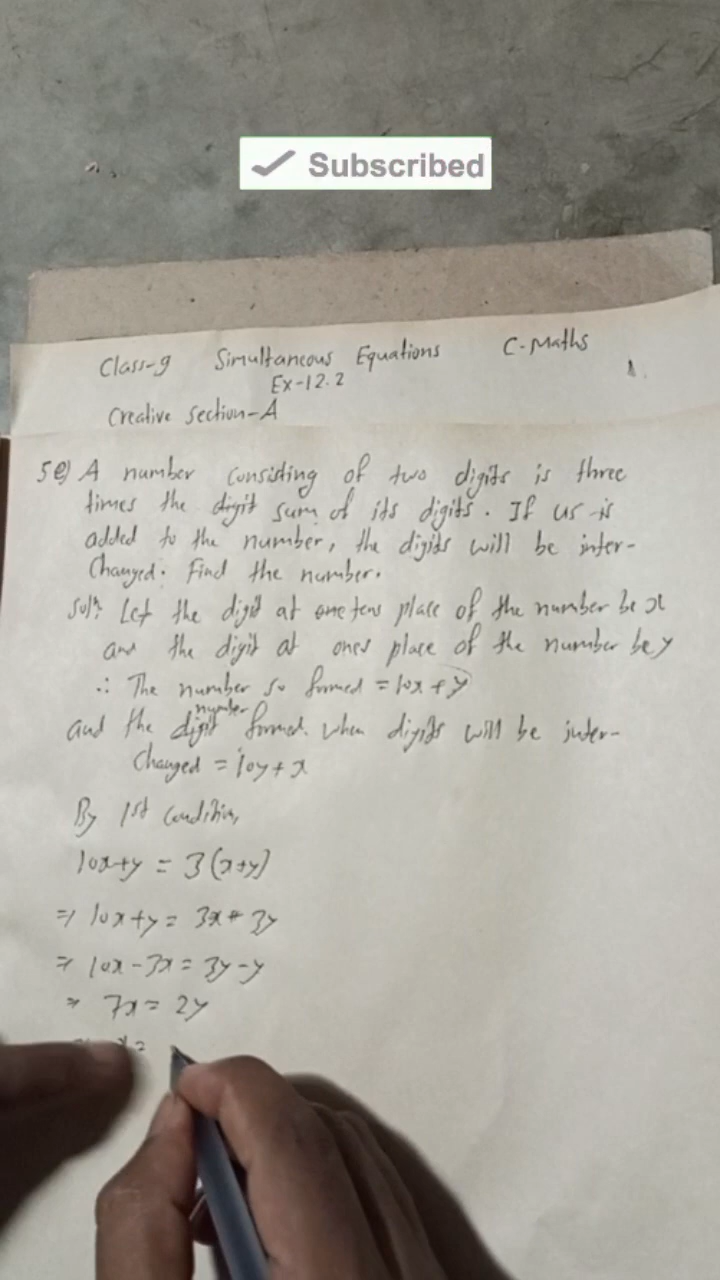 ✓ Subscribed
Class-9 Simultaneous Equations C-Maths
Ex-12.2
Creative Section-A
5e) A number consisting of two digits is three
times the digit sum of its digits. If 45 is
added to the number, the digits will be inter-
changed. Find the number.
Solⁿ: Let the digit at one tens place of the number be x
and the digit at ones place of the number be y
∴ The number so formed = 10x + y
number
and the digit formed when digits will be inter-
changed = 10y + x
By 1st Condition,
10x+y = 3(x+y)
⇒ 10x+y = 3x + 3y
⇒ 10x - 3x = 3y - y
⇒ 7x = 2y
x =